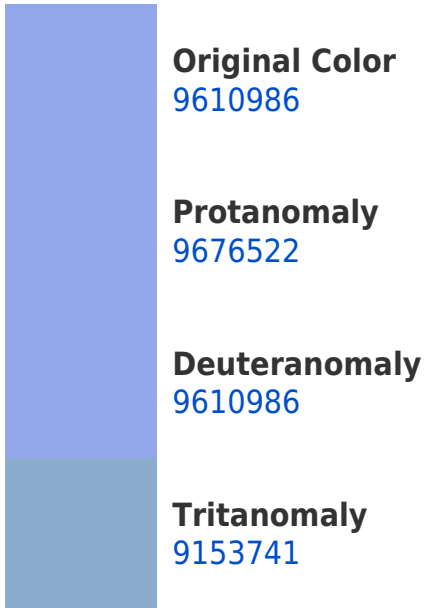 Original Color
9610986
Protanomaly
9676522
Deuteranomaly
9610986
Tritanomaly
9153741